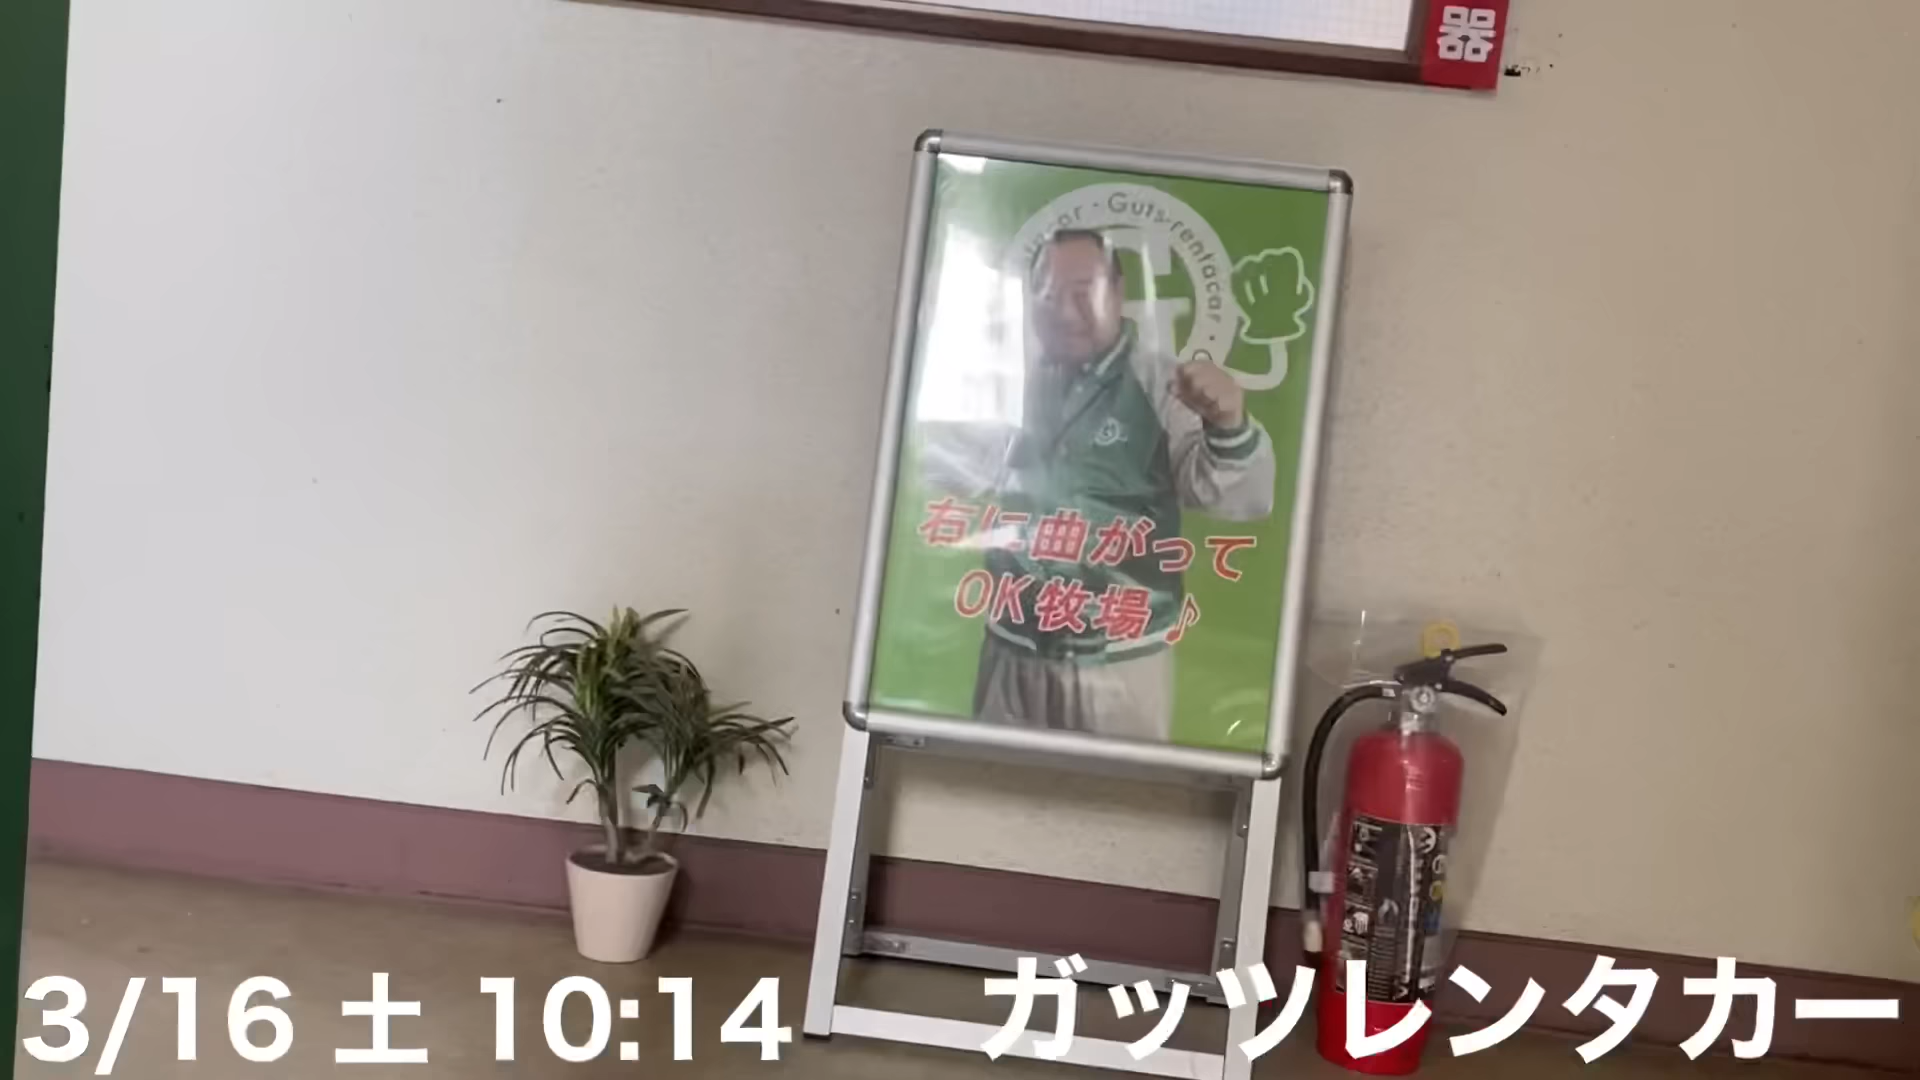 器
Guts-rentacar
右に曲がって
OK牧場♪
3/16 土 10:14
ガッツレンタカー